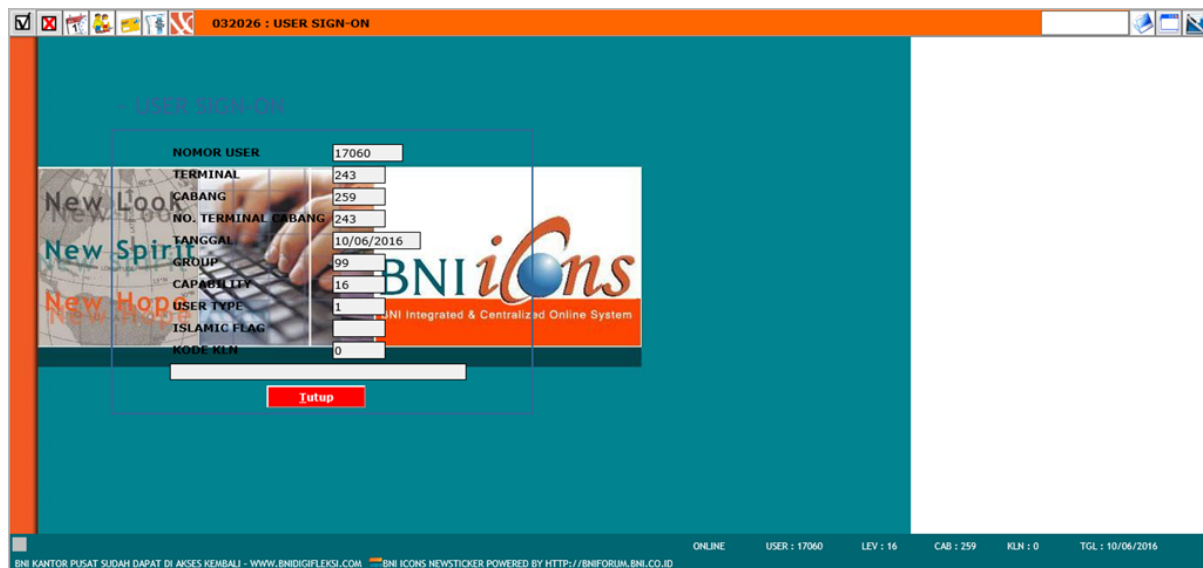 032026 : USER SIGN-ON
- USER SIGN-ON
NOMOR USER 17060
TERMINAL 243
CABANG 259
NO. TERMINAL CABANG 243
TANGGAL 10/06/2016
GROUP 99
CAPABILITY 16
USER TYPE 1
ISLAMIC FLAG
KODE KLN 0
Tutup
New Look
New Spirit
New Hope
BNI icons
BNI Integrated & Centralized Online System
ONLINE USER : 17060 LEV : 16 CAB : 259 KLN : 0 TGL : 10/06/2016
BNI KANTOR PUSAT SUDAH DAPAT DI AKSES KEMBALI - WWW.BNIDIGIFLEKSI.COM BNI ICONS NEWSTICKER POWERED BY HTTP://BNIFORUM.BNI.CO.ID